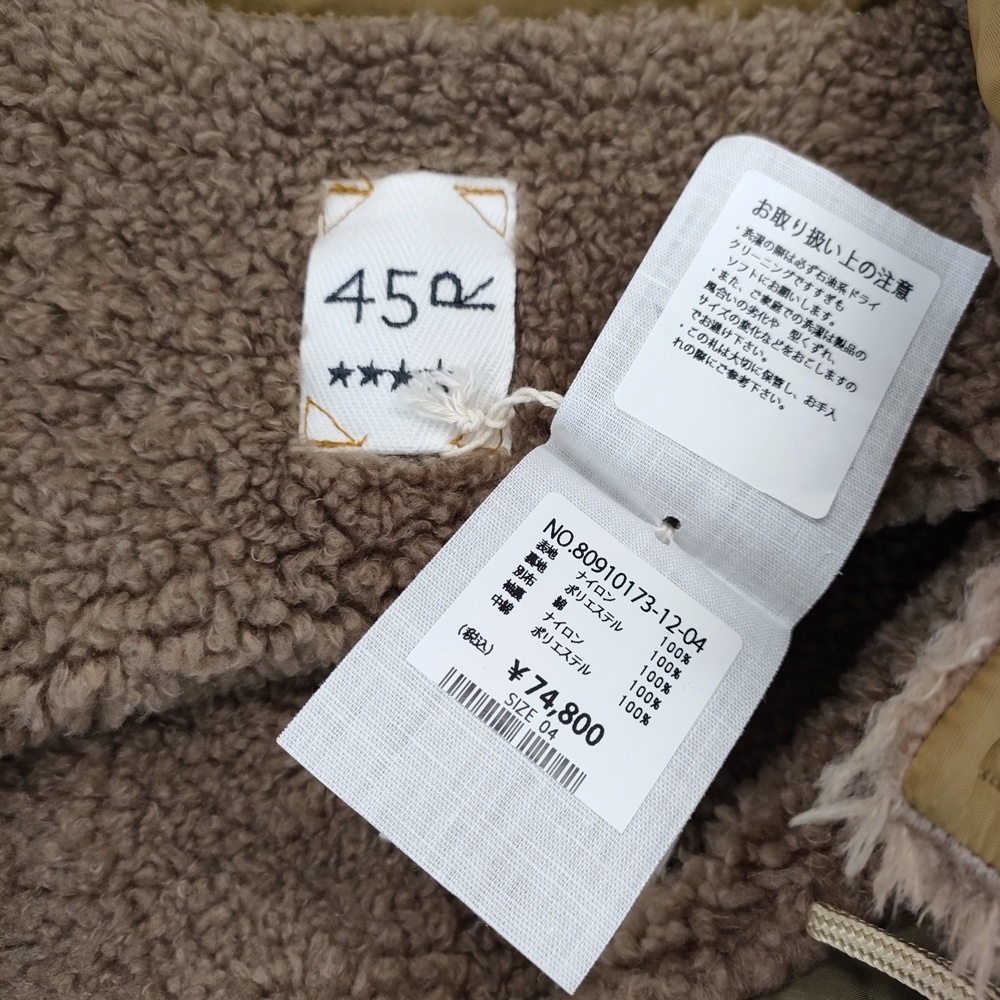 45R
★★★★
お取り扱い上の注意
・洗濯の際は必ず石油系ドライ
クリーニングですすぎも
ソフトにお願いします。
・また、ご家庭での洗濯は製品の
風合いの劣化や 型くずれ、
サイズの変化などをおこしますの
でお避け下さい。
・この札は大切に保管し、お手入
れの際にご参考下さい。
NO.80910173-12-04
表地 ナイロン 100%
裏地 ポリエステル 100%
別布 綿 100%
袖裏 ナイロン 100%
中綿 ポリエステル 100%
(税込) ¥74,800
SIZE 04